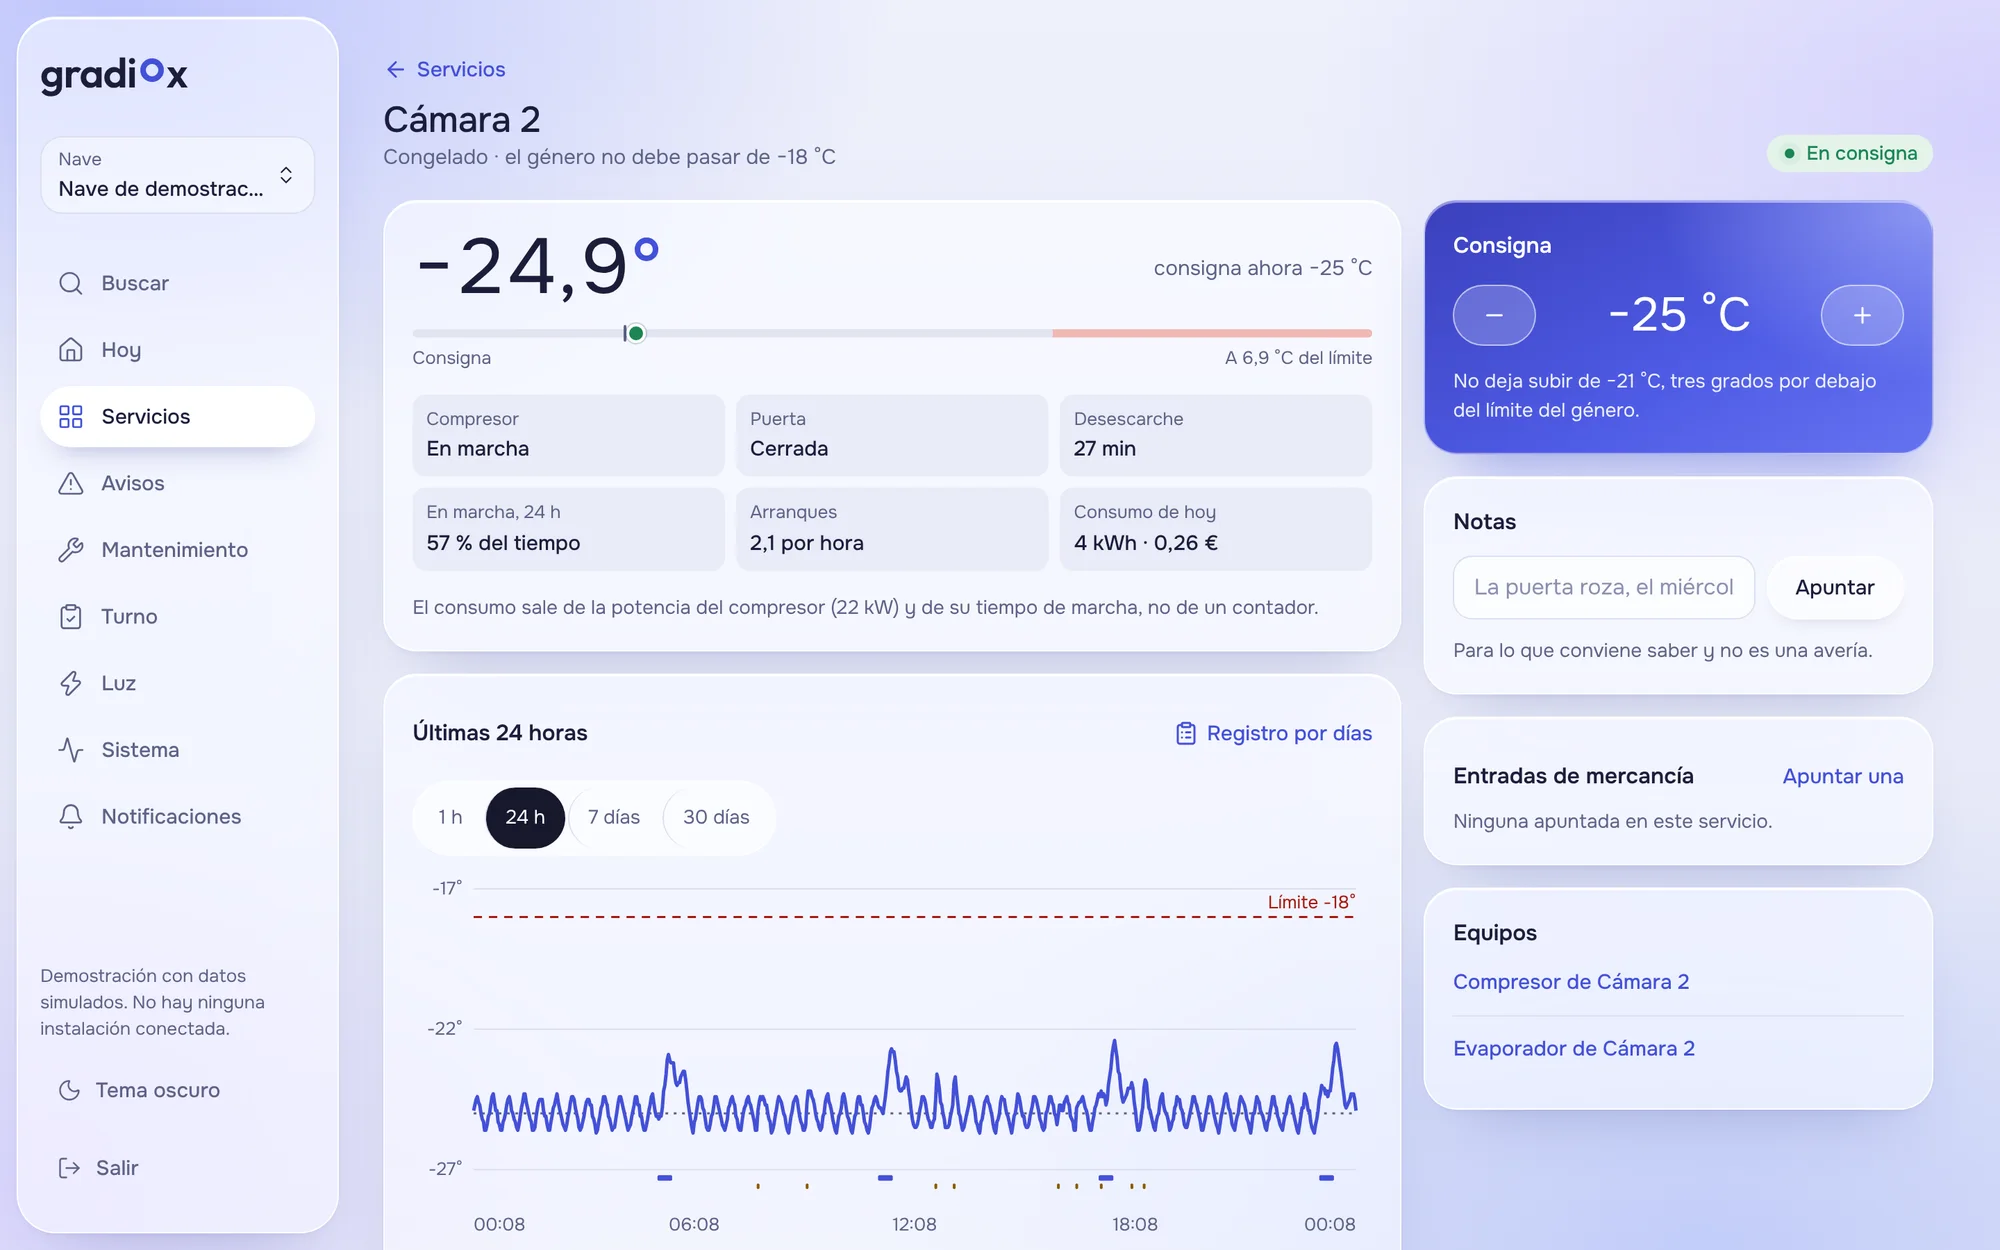 gradiox
Nave
Nave de demostrac...
Buscar
Hoy
Servicios
Avisos
Mantenimiento
Turno
Luz
Sistema
Notificaciones
Demostración con datos
simulados. No hay ninguna
instalación conectada.
Tema oscuro
Salir
Servicios
Cámara 2
Congelado · el género no debe pasar de -18 °C
En consigna
-24,9°
consigna ahora -25 °C
Consigna
A 6,9 °C del límite
Compresor
En marcha
Puerta
Cerrada
Desescarche
27 min
En marcha, 24 h
57 % del tiempo
Arranques
2,1 por hora
Consumo de hoy
4 kWh · 0,26 €
El consumo sale de la potencia del compresor (22 kW) y de su tiempo de marcha, no de un contador.
Últimas 24 horas
Registro por días
1 h
24 h
7 días
30 días
-17°
Límite -18°
-22°
-27°
00:08
06:08
12:08
18:08
00:08
Consigna
−
-25 °C
+
No deja subir de -21 °C, tres grados por debajo
del límite del género.
Notas
La puerta roza, el miércol
Apuntar
Para lo que conviene saber y no es una avería.
Entradas de mercancía
Apuntar una
Ninguna apuntada en este servicio.
Equipos
Compresor de Cámara 2
Evaporador de Cámara 2